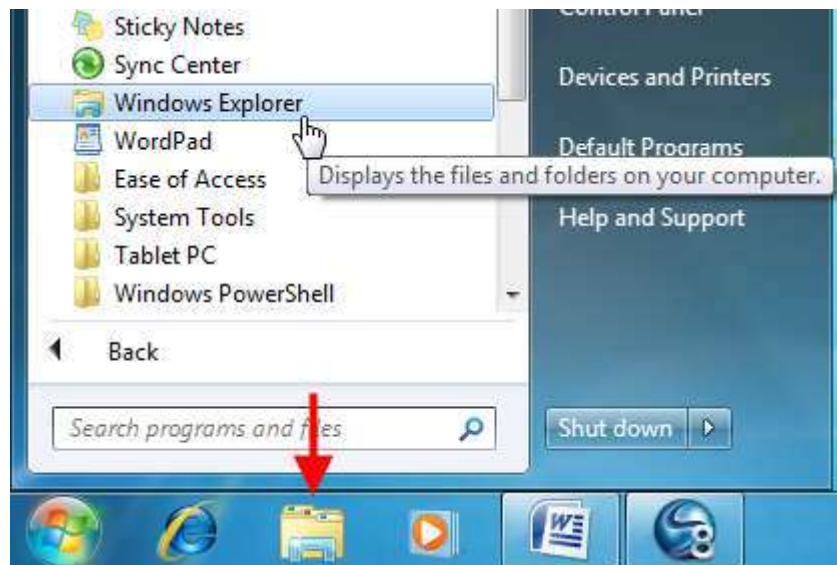 Sticky Notes
Control Panel
Sync Center
Devices and Printers
Windows Explorer
WordPad
Default Programs
Displays the files and folders on your computer.
Ease of Access
System Tools
Help and Support
Tablet PC
Windows PowerShell
Back
Search programs and files
Shut down
W
8